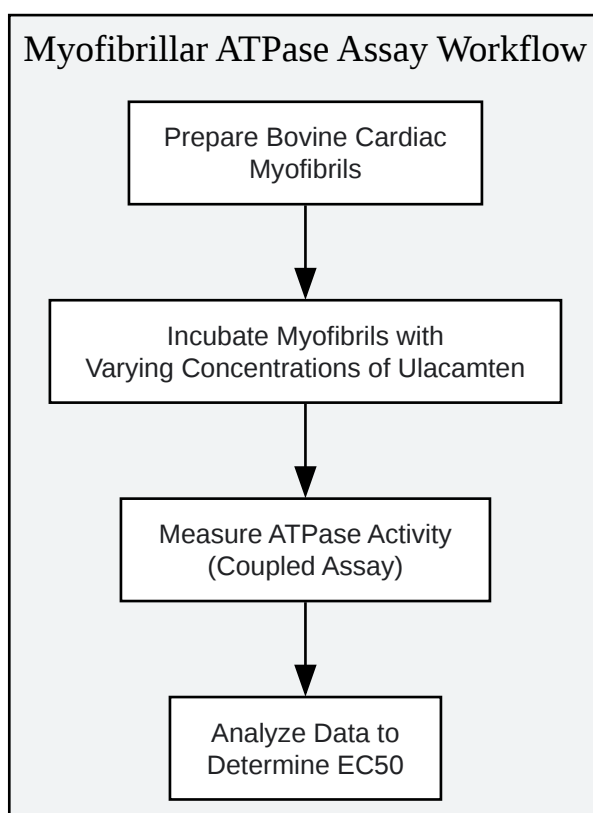 Myofibrillar ATPase Assay Workflow
Prepare Bovine Cardiac
Myofibrils
Incubate Myofibrils with
Varying Concentrations of Ulacamten
Measure ATPase Activity
(Coupled Assay)
Analyze Data to
Determine EC50